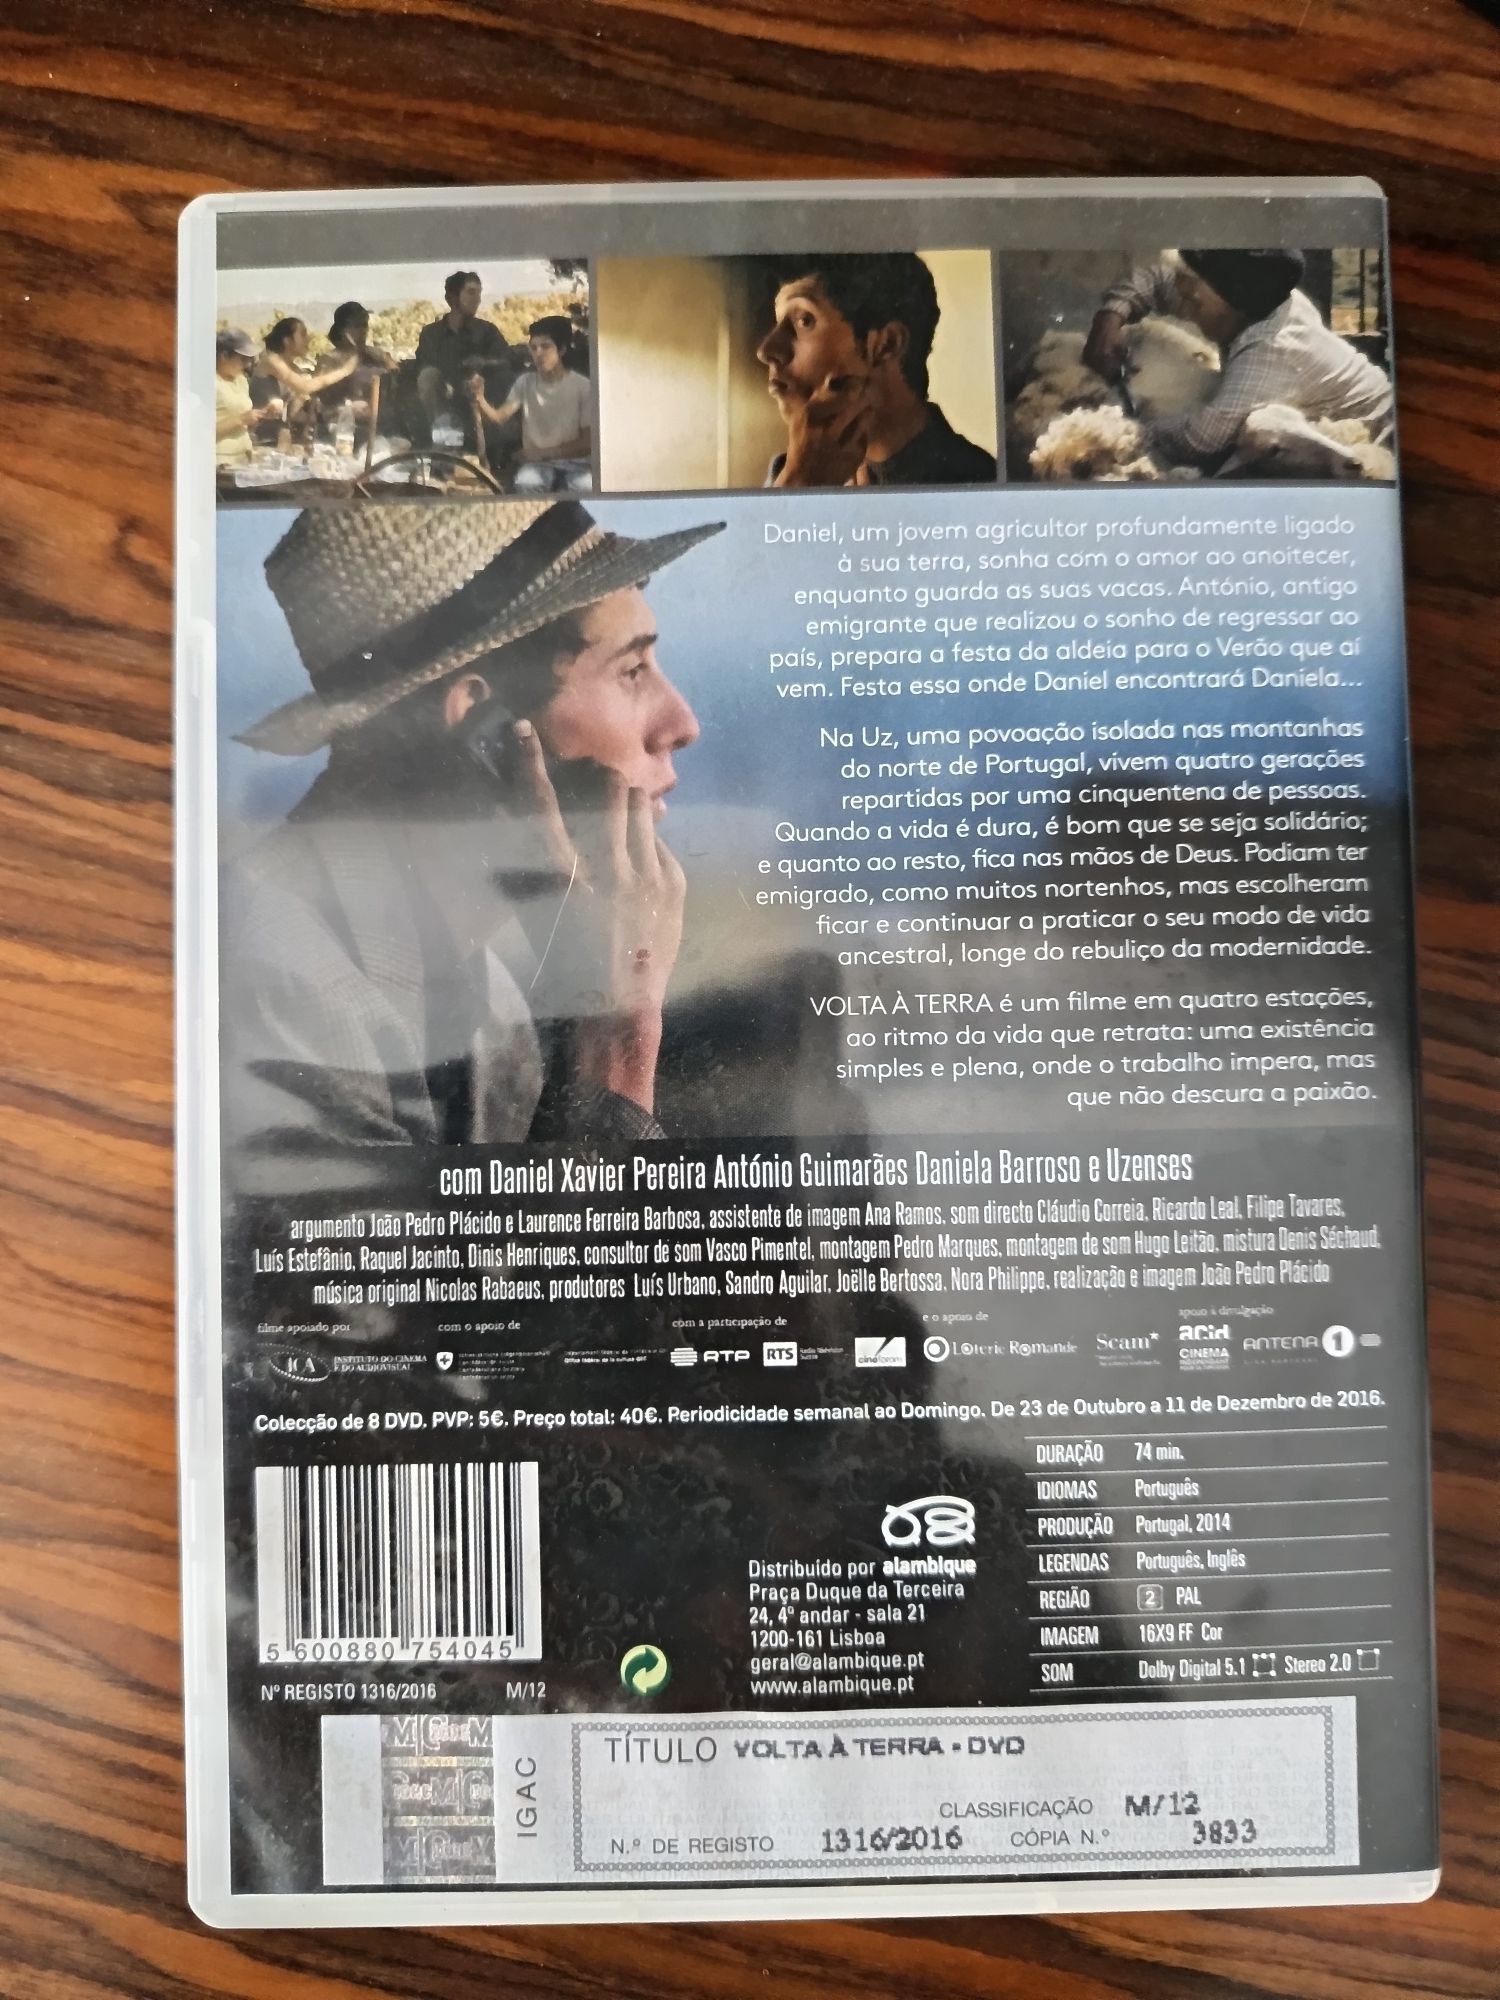 Daniel, um jovem agricultor profundamente ligado
à sua terra, sonha com o amor ao anoitecer,
enquanto guarda as suas vacas. António, antigo
emigrante que realizou o sonho de regressar ao
país, prepara a festa da aldeia para o Verão que aí
vem. Festa essa onde Daniel encontrará Daniela...
Na Uz, uma povoação isolada nas montanhas
do norte de Portugal, vivem quatro gerações
repartidas por uma cinquentena de pessoas.
Quando a vida é dura, é bom que se seja solidário;
e quanto ao resto, fica nas mãos de Deus. Podiam ter
emigrado, como muitos nortenhos, mas escolheram
ficar e continuar a praticar o seu modo de vida
ancestral, longe do rebuliço da modernidade.
VOLTA À TERRA é um filme em quatro estações,
ao ritmo da vida que retrata: uma existência
simples e plena, onde o trabalho impera, mas
que não descura a paixão.
com Daniel Xavier Pereira António Guimarães Daniela Barroso e Uzenses
argumento João Pedro Plácido e Laurence Ferreira Barbosa, assistente de imagem Ana Ramos, som directo Cláudio Correia, Ricardo Leal, Filipe Tavares,
Luís Estefânio, Raquel Jacinto, Dinis Henriques, consultor de som Vasco Pimentel, montagem Pedro Marques, montagem de som Hugo Leitão, mistura Denis Séchaud,
música original Nicolas Rabaeus, produtores Luís Urbano, Sandro Aguilar, Joëlle Bertossa, Nora Philippe, realização e imagem João Pedro Plácido
filme apoiado por com o apoio de com a participação de e o apoio de apoio à divulgação
ICA INSTITUTO DO CINEMA E DO AUDIOVISUAL RTP RTS cineforom Loterie Romande Scam* acid CINEMA INDEPENDANT ANTENA 1
Colecção de 8 DVD. PVP: 5€. Preço total: 40€. Periodicidade semanal ao Domingo. De 23 de Outubro a 11 de Dezembro de 2016.
5 600880 754045
Nº REGISTO 1316/2016 M/12
Distribuído por alambique
Praça Duque da Terceira
24, 4º andar - sala 21
1200-161 Lisboa
geral@alambique.pt
www.alambique.pt
DURAÇÃO 74 min.
IDIOMAS Português
PRODUÇÃO Portugal, 2014
LEGENDAS Português, Inglês
REGIÃO 2 PAL
IMAGEM 16X9 FF Cor
SOM Dolby Digital 5.1 Stereo 2.0
IGAC
TÍTULO VOLTA À TERRA - DVD
CLASSIFICAÇÃO M/12
N.º DE REGISTO 1316/2016 CÓPIA N.º 3833